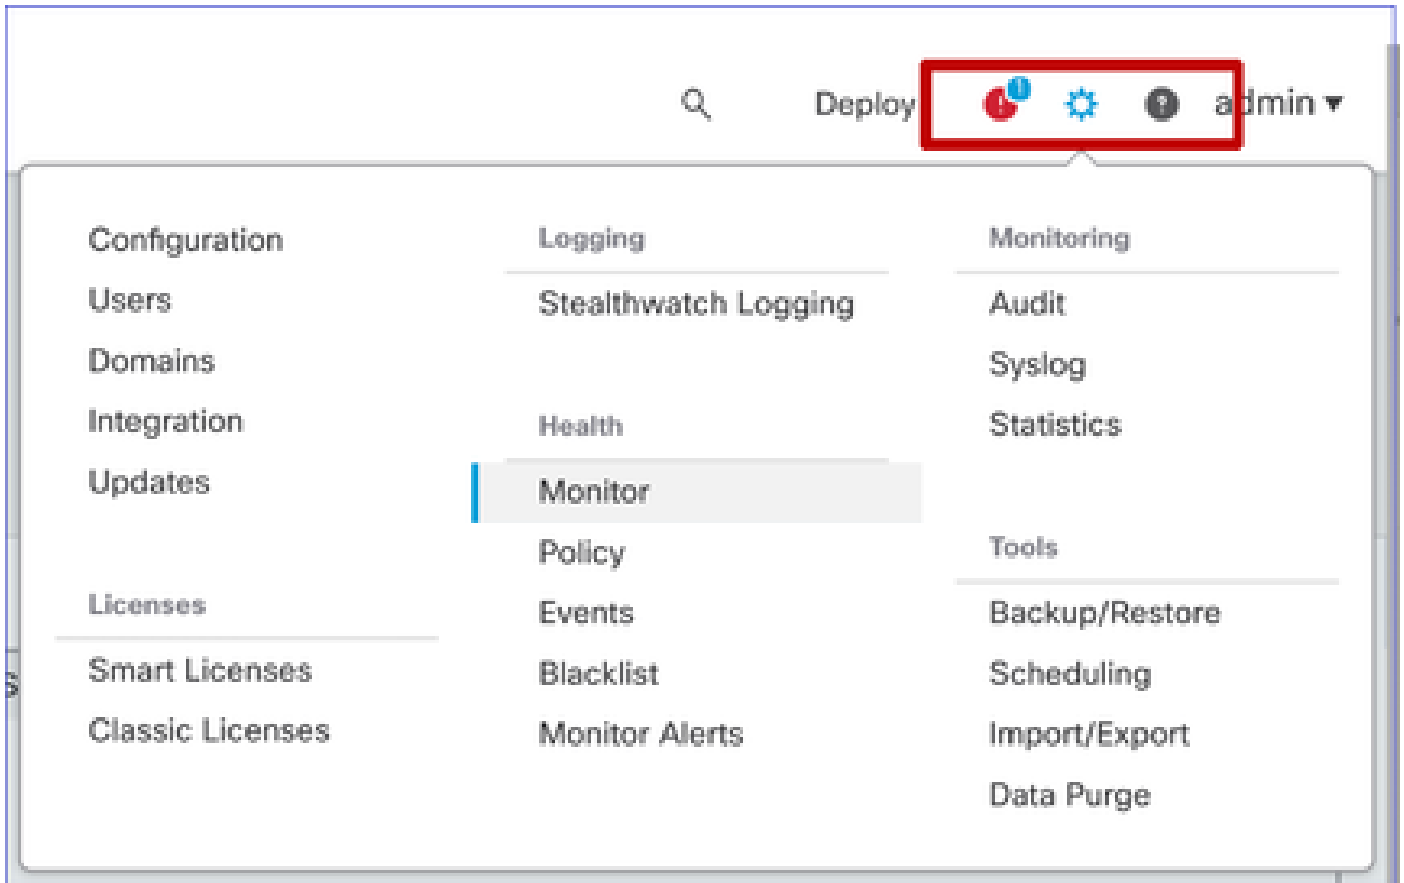 Deploy
admin
Configuration
Users
Domains
Integration
Updates
Licenses
Smart Licenses
Classic Licenses
Logging
Stealthwatch Logging
Health
Monitor
Policy
Events
Blacklist
Monitor Alerts
Monitoring
Audit
Syslog
Statistics
Tools
Backup/Restore
Scheduling
Import/Export
Data Purge